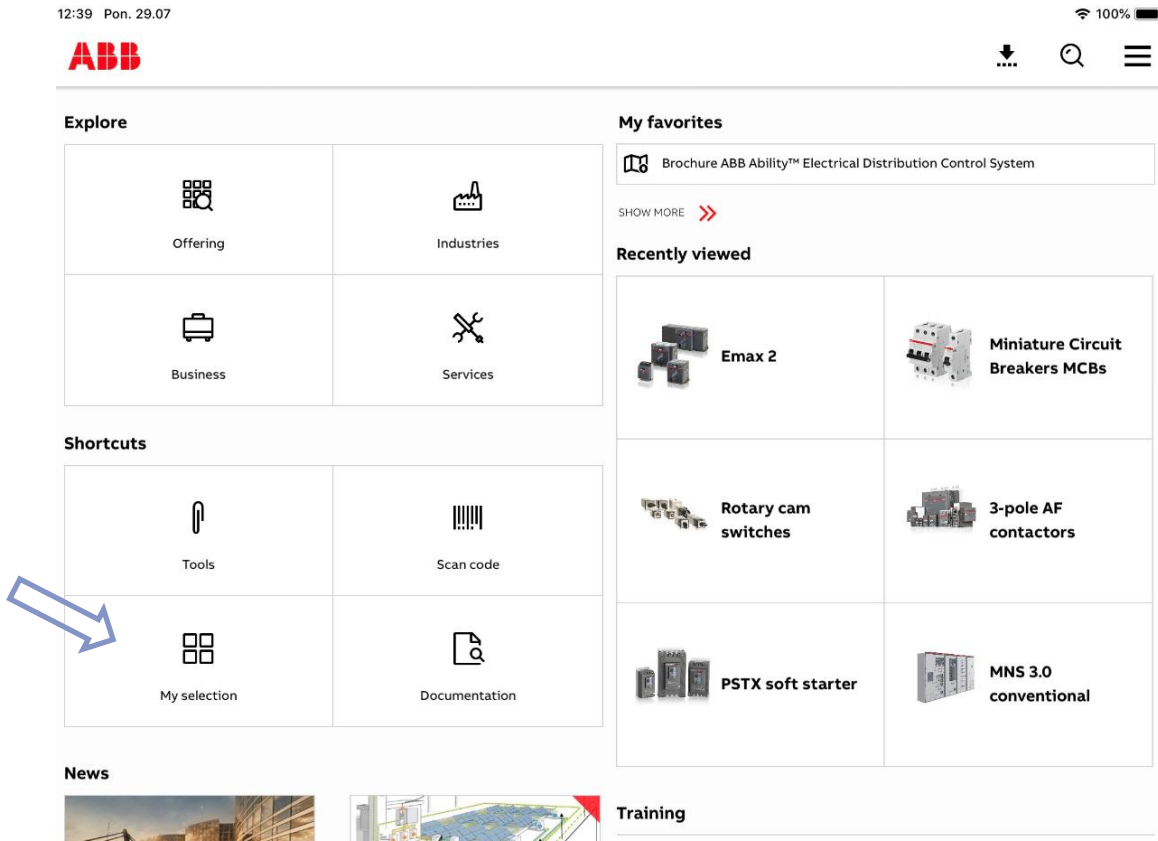 12:39 Pon. 29.07
100%
ABB
Explore
Offering
Industries
Business
Services
Shortcuts
Tools
Scan code
My selection
Documentation
News
My favorites
Brochure ABB Ability™ Electrical Distribution Control System
SHOW MORE
Recently viewed
Emax 2
Miniature Circuit
Breakers MCBs
Rotary cam
switches
3-pole AF
contactors
PSTX soft starter
MNS 3.0
conventional
Training